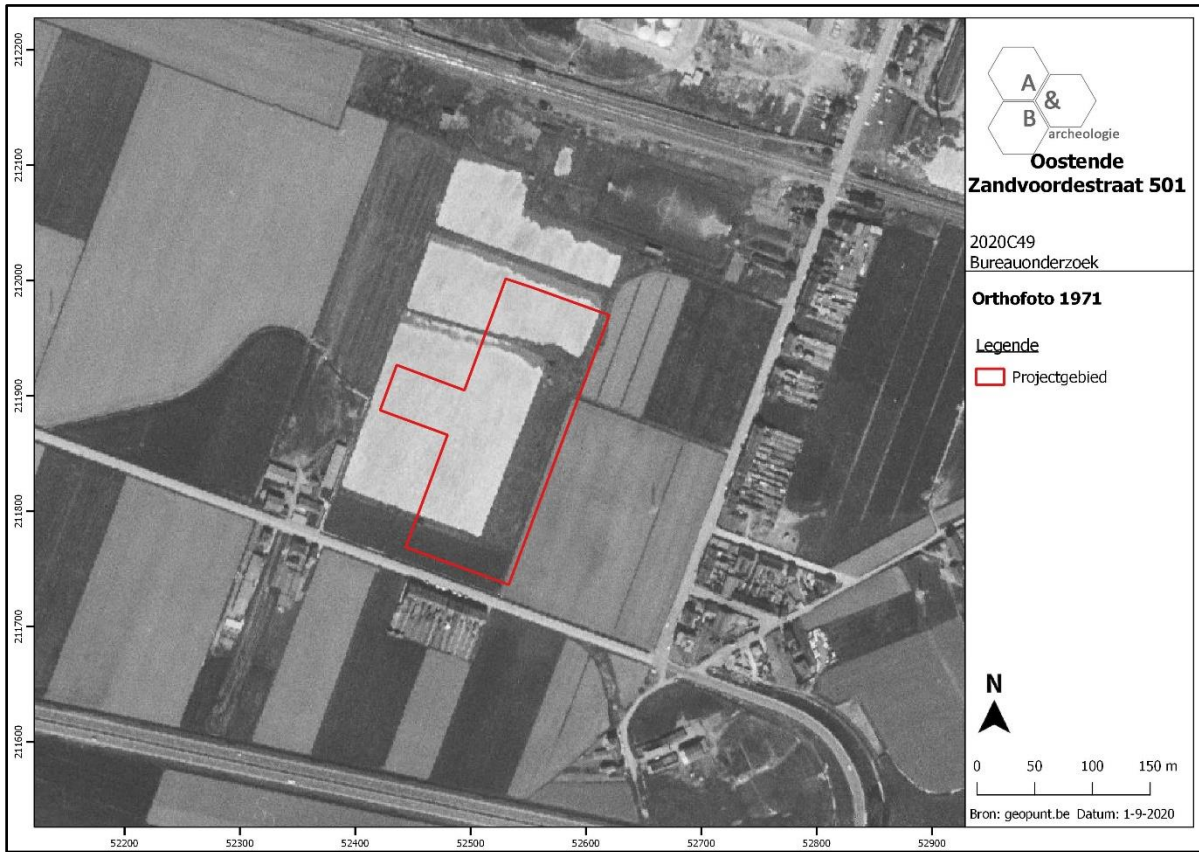 A
&
B
archeologie
Oostende
Zandvoordestraat 501
2020C49
Bureauonderzoek
Orthofoto 1971
Legende
Projectgebied
N
0 50 100 150 m
Bron: geopunt.be Datum: 1-9-2020
212200
212100
212000
211900
211800
211700
211600
52200 52300 52400 52500 52600 52700 52800 52900